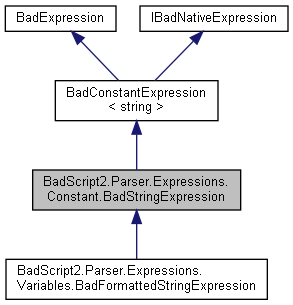 BadExpression
IBadNativeExpression
BadConstantExpression
< string >
BadScript2.Parser.Expressions.
Constant.BadStringExpression
BadScript2.Parser.Expressions.
Variables.BadFormattedStringExpression